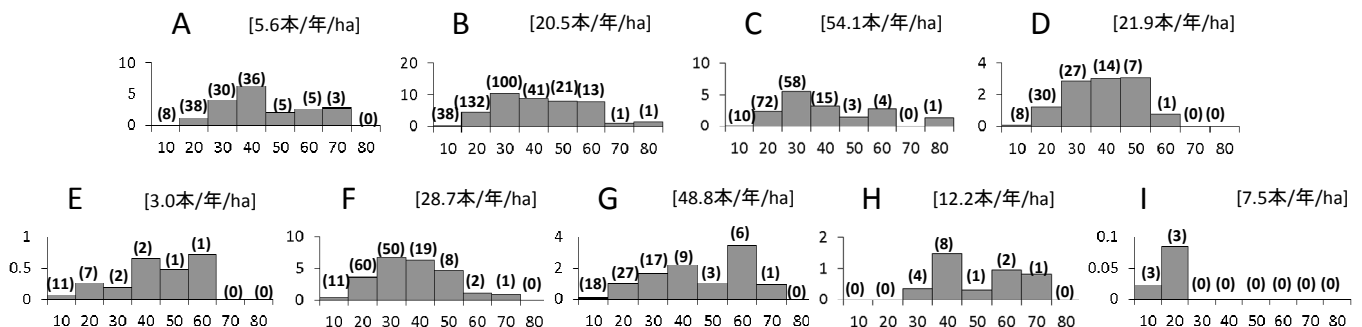 A [5.6本/年/ha] B [20.5本/年/ha] C [54.1本/年/ha] D [21.9本/年/ha]
10 5 0 (8) (38) (30) (36) (5) (5) (3) (0)
10 20 30 40 50 60 70 80
20 10 0 (38) (132) (100) (41) (21) (13) (1) (1)
10 20 30 40 50 60 70 80
10 5 0 (10) (72) (58) (15) (3) (4) (0) (1)
10 20 30 40 50 60 70 80
4 2 0 (8) (30) (27) (14) (7) (1) (0) (0)
10 20 30 40 50 60 70 80
E [3.0本/年/ha] F [28.7本/年/ha] G [48.8本/年/ha] H [12.2本/年/ha] I [7.5本/年/ha]
1 0.5 0 (11) (7) (2) (2) (1) (1) (0) (0)
10 20 30 40 50 60 70 80
10 5 0 (11) (60) (50) (19) (8) (2) (1) (0)
10 20 30 40 50 60 70 80
4 2 0 (18) (27) (17) (9) (3) (6) (1) (0)
10 20 30 40 50 60 70 80
2 1 0 (0) (0) (4) (8) (1) (2) (1) (0)
10 20 30 40 50 60 70 80
0.1 0.05 0 (3) (3) (0) (0) (0) (0) (0) (0)
10 20 30 40 50 60 70 80